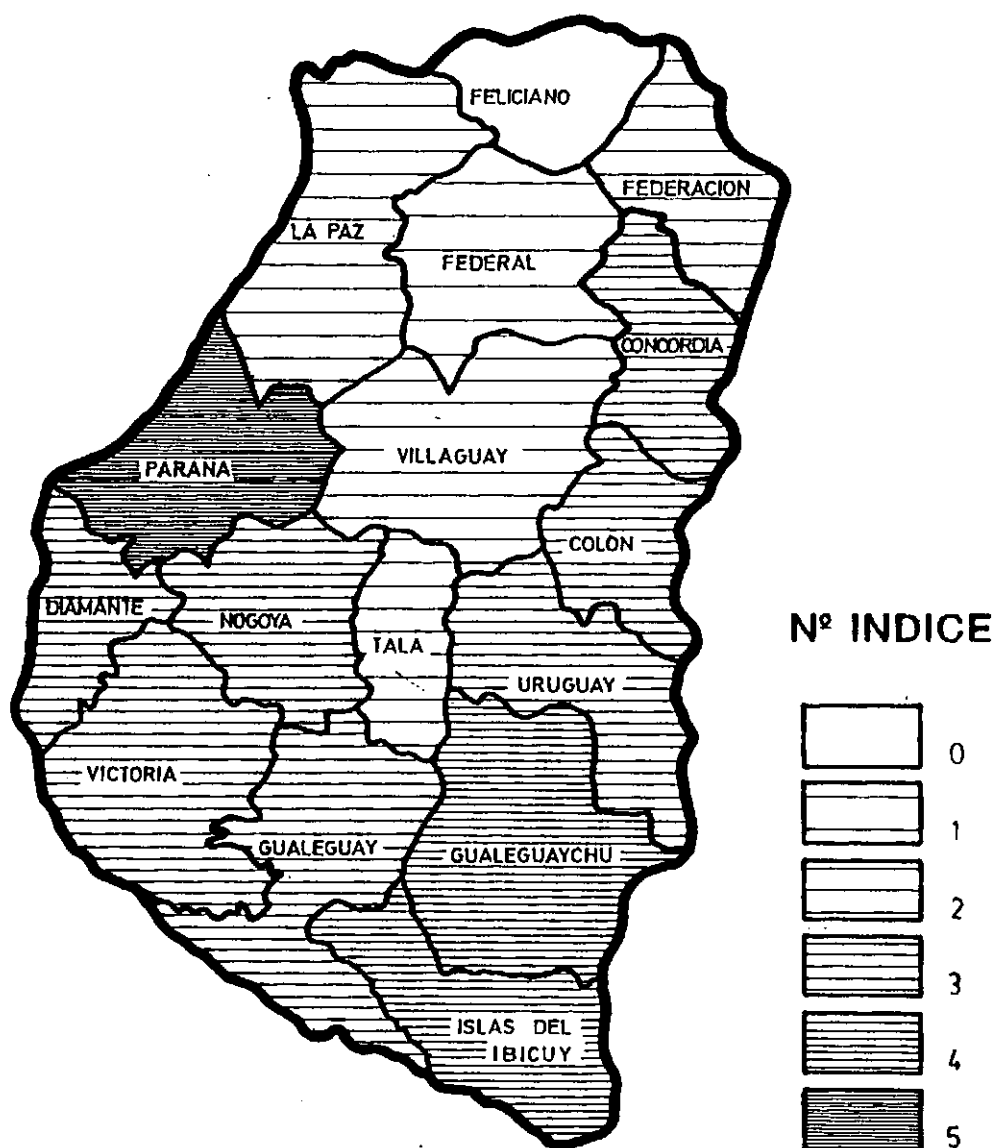 FELICIANO
FEDERACION
LA PAZ
FEDERAL
CONCORDIA
PARANA
VILLAGUAY
COLON
DIAMANTE
NOGOYA
TALA
URUGUAY
VICTORIA
GUALEGUAY
GUALEGUAYCHU
ISLAS DEL
IBICUY
Nº INDICE
0
1
2
3
4
5